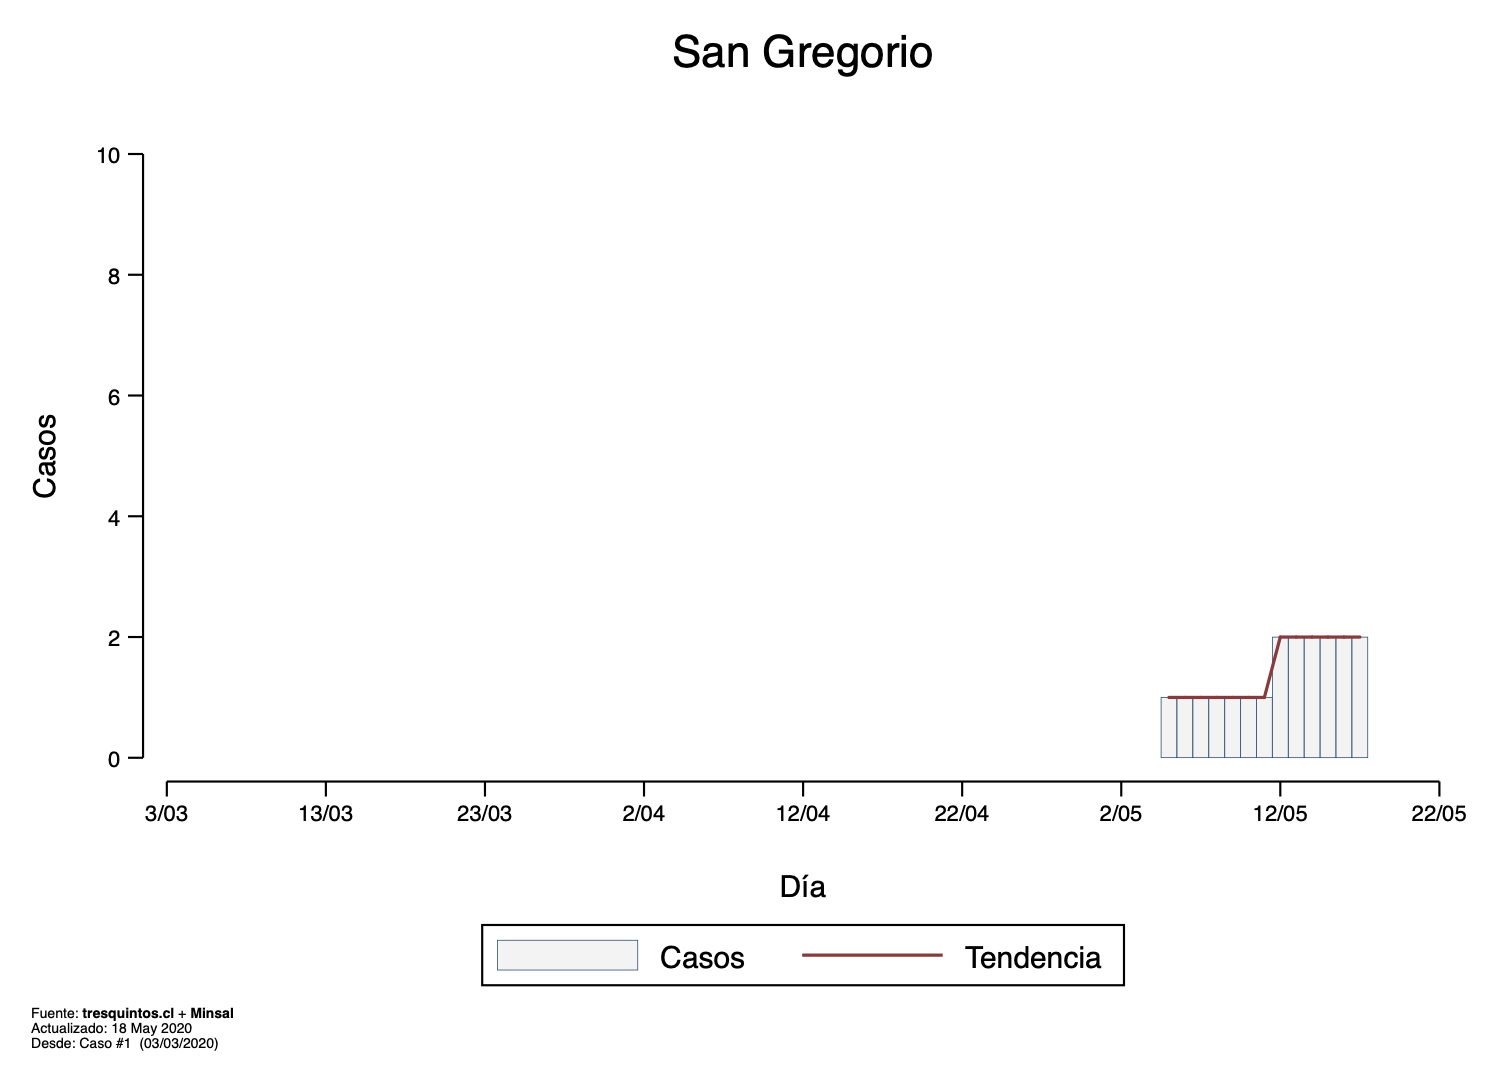 San Gregorio
10
8
6
4
2
0
Casos
3/03 13/03 23/03 2/04 12/04 22/04 2/05 12/05 22/05
Día
Casos Tendencia
Fuente: tresquintos.cl + Minsal
Actualizado: 18 May 2020
Desde: Caso #1 (03/03/2020)